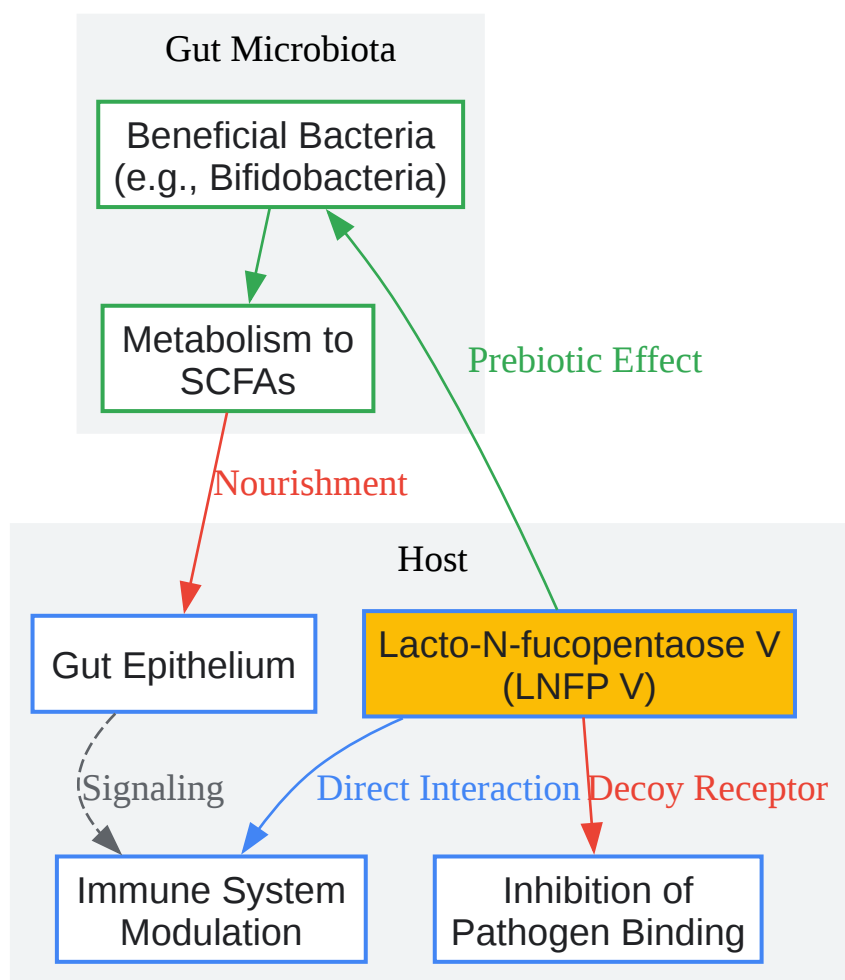 Gut Microbiota
Beneficial Bacteria
(e.g., Bifidobacteria)
Metabolism to
SCFAs
Prebiotic Effect
Nourishment
Host
Gut Epithelium
Lacto-N-fucopentaose V
(LNFP V)
Signaling
Direct Interaction
Decoy Receptor
Immune System
Modulation
Inhibition of
Pathogen Binding